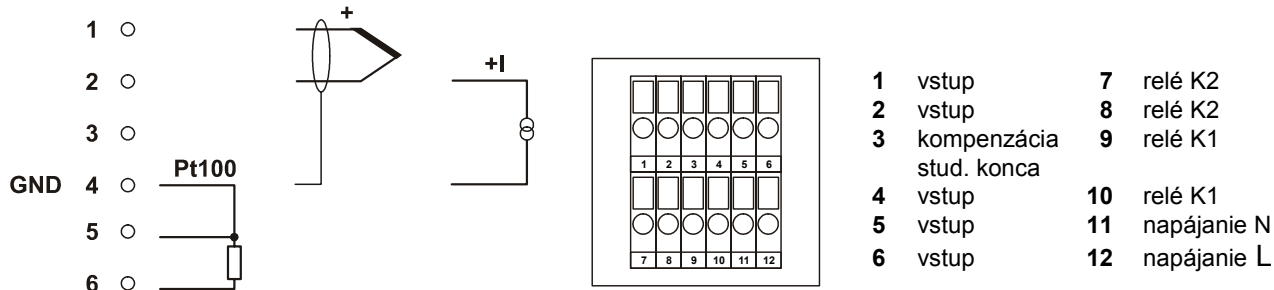 1
2
3
GND 4
5
6
Pt100
+
+I
1 2 3 4 5 6
7 8 9 10 11 12
1 vstup 7 relé K2
2 vstup 8 relé K2
3 kompenzácia 9 relé K1
stud. konca
4 vstup 10 relé K1
5 vstup 11 napájanie N
6 vstup 12 napájanie L